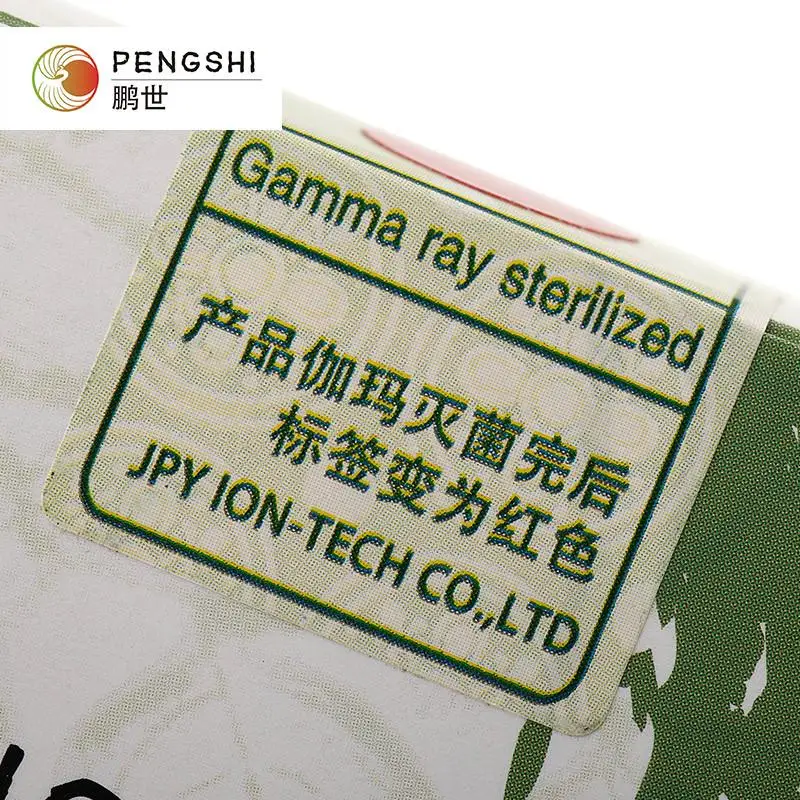 PENGSHI
鹏世
Gamma ray sterilized
产品伽玛灭菌完后
标签变为红色
JPY ION-TECH CO.,LTD